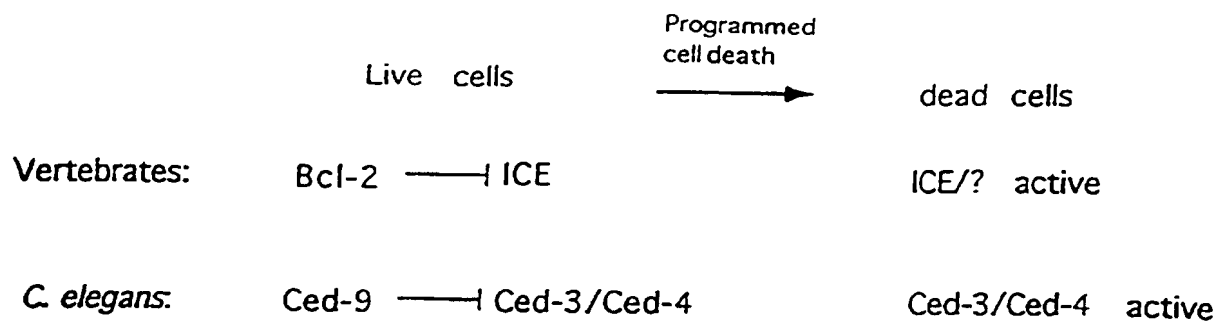 Programmed
cell death
Live cells
dead cells
Vertebrates: Bcl-2 ICE ICE/? active
C. elegans: Ced-9 Ced-3/Ced-4 Ced-3/Ced-4 active